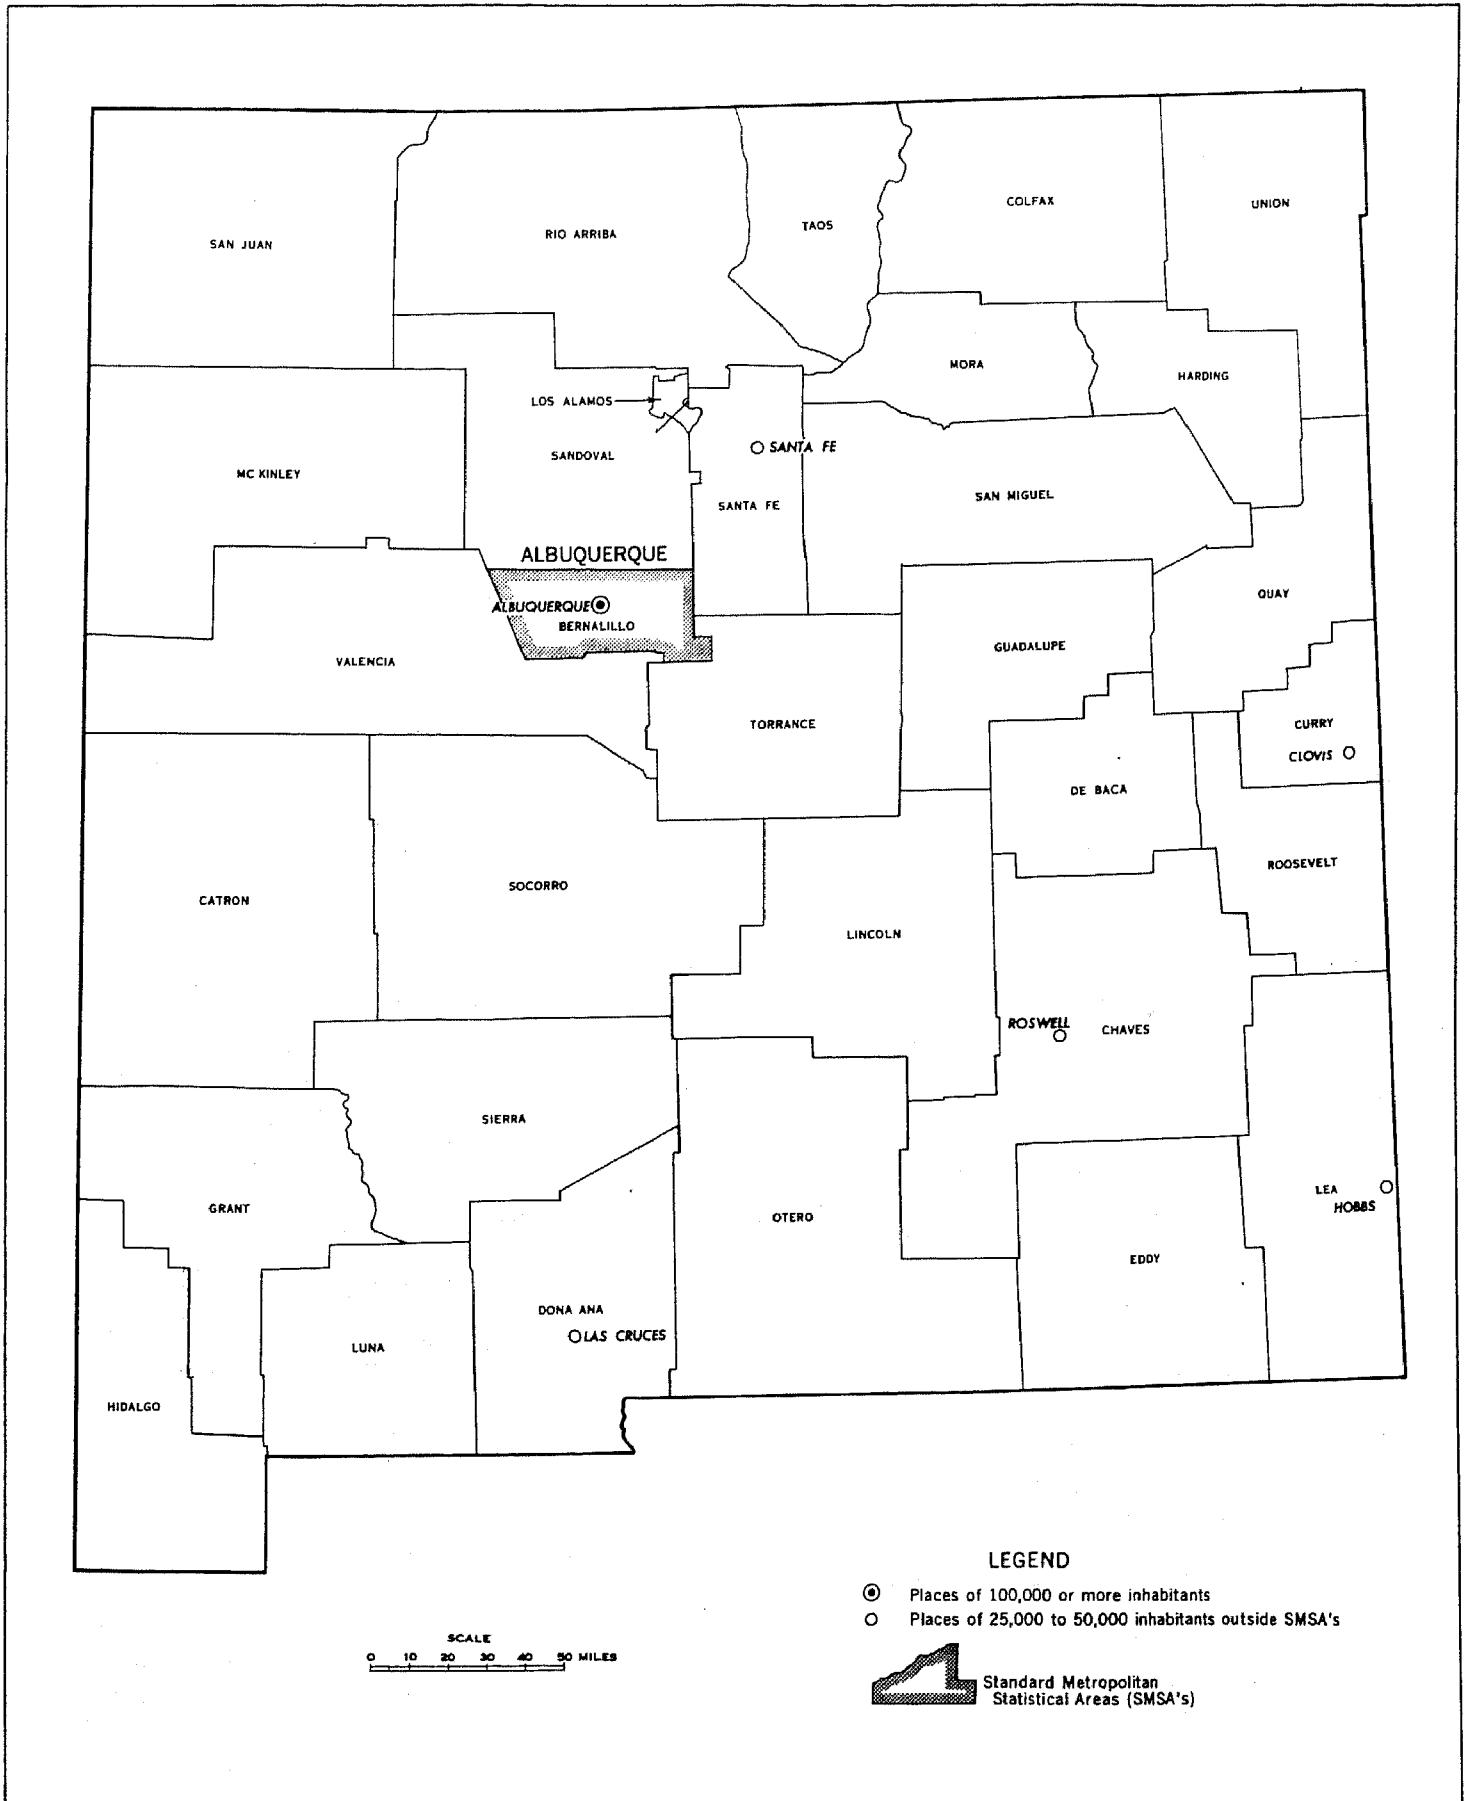 COLFAX
UNION
TAOS
RIO ARRIBA
SAN JUAN
MORA
HARDING
LOS ALAMOS
SANTA FE
SANDOVAL
MC KINLEY
SAN MIGUEL
SANTA FE
ALBUQUERQUE
QUAY
ALBUQUERQUE
BERNALILLO
GUADALUPE
VALENCIA
TORRANCE
CURRY
CLOVIS
DE BACA
ROOSEVELT
SOCORRO
CATRON
LINCOLN
ROSWELL
CHAVES
SIERRA
LEA
HOBBS
GRANT
OTERO
EDDY
DONA ANA
LAS CRUCES
LUNA
HIDALGO
LEGEND
Places of 100,000 or more inhabitants
Places of 25,000 to 50,000 inhabitants outside SMSA's
SCALE
0 10 20 30 40 50 MILES
Standard Metropolitan
Statistical Areas (SMSA's)